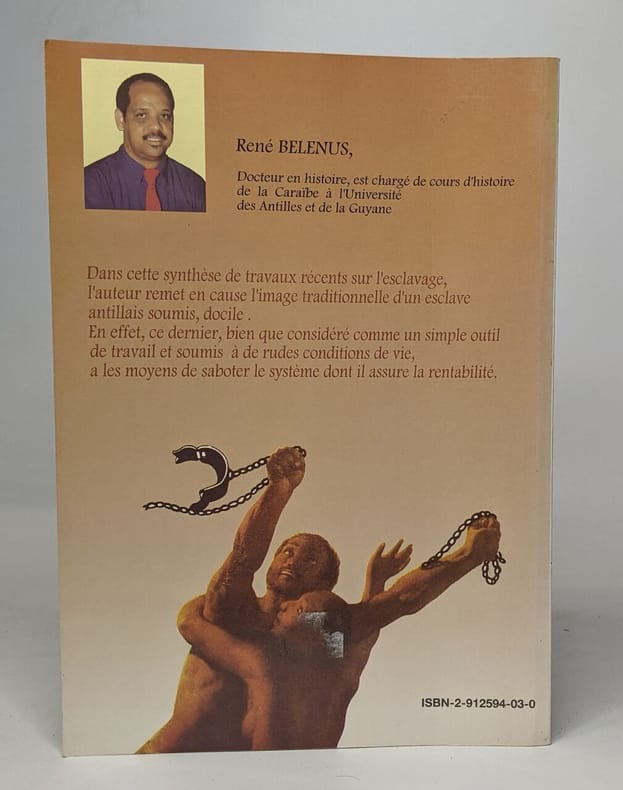 René BELENUS,
Docteur en histoire, est chargé de cours d'histoire
de la Caraïbe à l'Université
des Antilles et de la Guyane
Dans cette synthèse de travaux récents sur l'esclavage,
l'auteur remet en cause l'image traditionnelle d'un esclave
antillais soumis, docile .
En effet, ce dernier, bien que considéré comme un simple outil
de travail et soumis à de rudes conditions de vie,
a les moyens de saboter le système dont il assure la rentabilité.
ISBN-2-912594-03-0